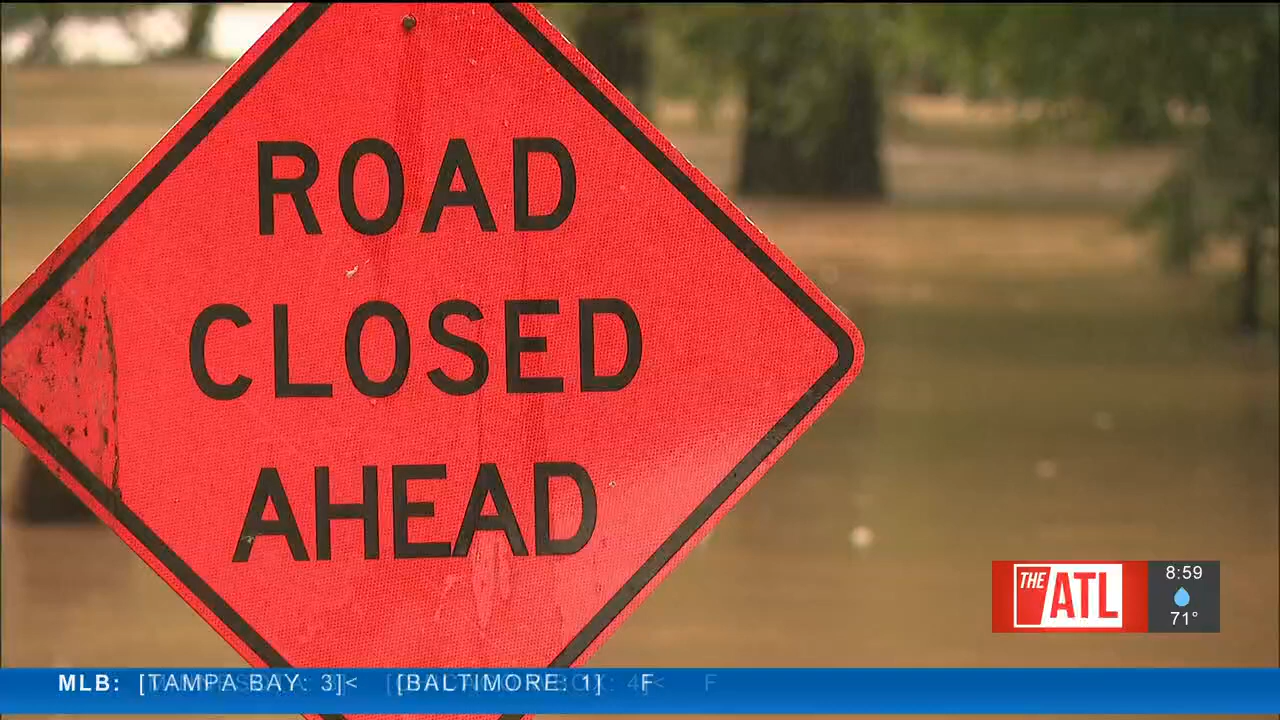 ROAD
CLOSED
AHEAD
THE ATL
8:59
71°
MLB: [TAMPA BAY: 3]< [BALTIMORE: 1] F